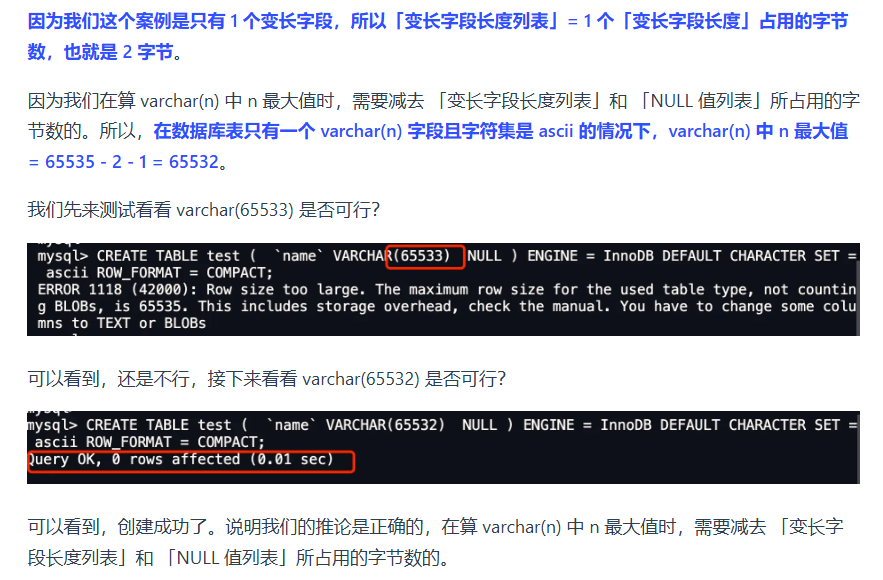 因为我们这个案例是只有 1 个变长字段，所以「变长字段长度列表」= 1 个「变长字段长度」占用的字节
数，也就是 2 字节。
因为我们在算 varchar(n) 中 n 最大值时，需要减去 「变长字段长度列表」和 「NULL 值列表」所占用的字
节数的。所以，在数据库表只有一个 varchar(n) 字段且字符集是 ascii 的情况下，varchar(n) 中 n 最大值
= 65535 - 2 - 1 = 65532。
我们先来测试看看 varchar(65533) 是否可行？
mysql> CREATE TABLE test (  `name` VARCHAR(65533)  NULL ) ENGINE = InnoDB DEFAULT CHARACTER SET =
ascii ROW_FORMAT = COMPACT;
ERROR 1118 (42000): Row size too large. The maximum row size for the used table type, not countin
g BLOBs, is 65535. This includes storage overhead, check the manual. You have to change some colu
mns to TEXT or BLOBs
可以看到，还是不行，接下来看看 varchar(65532) 是否可行？
mysql> CREATE TABLE test (  `name` VARCHAR(65532)  NULL ) ENGINE = InnoDB DEFAULT CHARACTER SET =
ascii ROW_FORMAT = COMPACT;
Query OK, 0 rows affected (0.01 sec)
可以看到，创建成功了。说明我们的推论是正确的，在算 varchar(n) 中 n 最大值时，需要减去 「变长字
段长度列表」和 「NULL 值列表」所占用的字节数的。